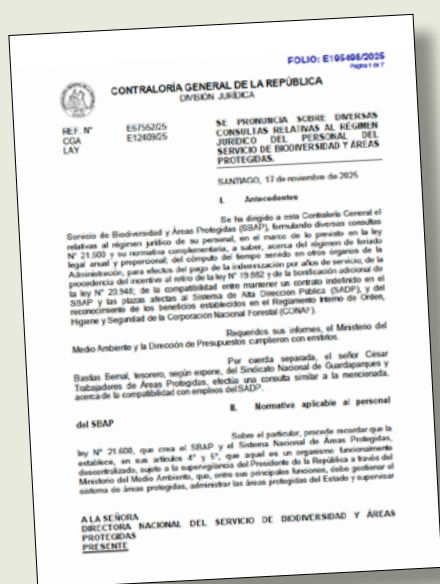 FOLIO: E195498/2025
Página 1 de 7
CONTRALORÍA GENERAL DE LA REPÚBLICA
DIVISIÓN JURÍDICA
REF. N° E57552/25
CGA E12409/25
LAY
SE PRONUNCIA SOBRE DIVERSAS
CONSULTAS RELATIVAS AL RÉGIMEN
JURÍDICO DEL PERSONAL DEL
SERVICIO DE BIODIVERSIDAD Y ÁREAS
PROTEGIDAS.
SANTIAGO, 17 de noviembre de 2025
I. Antecedentes
Se ha dirigido a esta Contraloría General el
Servicio de Biodiversidad y Áreas Protegidas (SBAP), formulando diversas consultas
relativas al régimen jurídico de su personal, en el marco de lo previsto en la ley
N° 21.600 y su normativa complementaria, a saber, acerca del régimen de feriado
legal anual y proporcional; del cómputo del tiempo servido en otros órganos de la
Administración, para efectos del pago de la indemnización por años de servicio; de la
procedencia del incentivo al retiro de la ley N° 19.882 y de la bonificación adicional de
la ley N° 20.948; de la compatibilidad entre mantener un contrato indefinido en el
SBAP y las plazas afectas al Sistema de Alta Dirección Pública (SADP), y del
reconocimiento de los beneficios establecidos en el Reglamento Interno de Orden,
Higiene y Seguridad de la Corporación Nacional Forestal (CONAF).
Requeridos sus informes, el Ministerio del
Medio Ambiente y la Dirección de Presupuestos cumplieron con emitirlos.
Por cuerda separada, el señor César
Bastías Bernal, tesorero, según expone, del Sindicato Nacional de Guardaparques y
Trabajadores de Áreas Protegidas, efectúa una consulta similar a la mencionada,
acerca de la compatibilidad con empleos del SADP.
II. Normativa aplicable al personal
del SBAP
Sobre el particular, procede recordar que la
ley N° 21.600, que crea el SBAP y el Sistema Nacional de Áreas Protegidas,
establece, en sus artículos 4° y 5°, que aquel es un organismo funcionalmente
descentralizado, sujeto a la supervigilancia del Presidente de la República a través del
Ministerio del Medio Ambiente, que, entre sus principales funciones, debe gestionar el
sistema de áreas protegidas, administrar las áreas protegidas del Estado y supervisar
A LA SEÑORA
DIRECTORA NACIONAL DEL SERVICIO DE BIODIVERSIDAD Y ÁREAS
PROTEGIDAS
PRESENTE